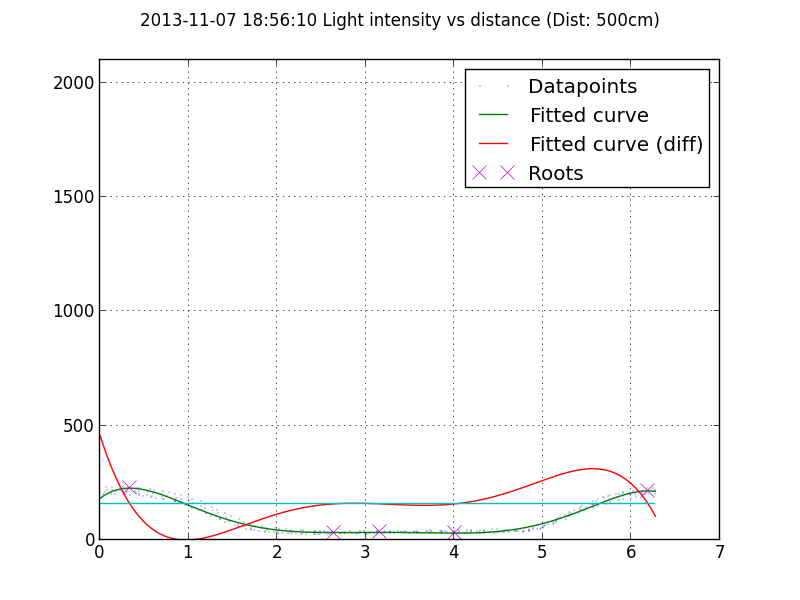 2013-11-07 18:56:10 Light intensity vs distance (Dist: 500cm)
2000
1500
1000
500
0
Datapoints
Fitted curve
Fitted curve (diff)
Roots
0 1 2 3 4 5 6 7